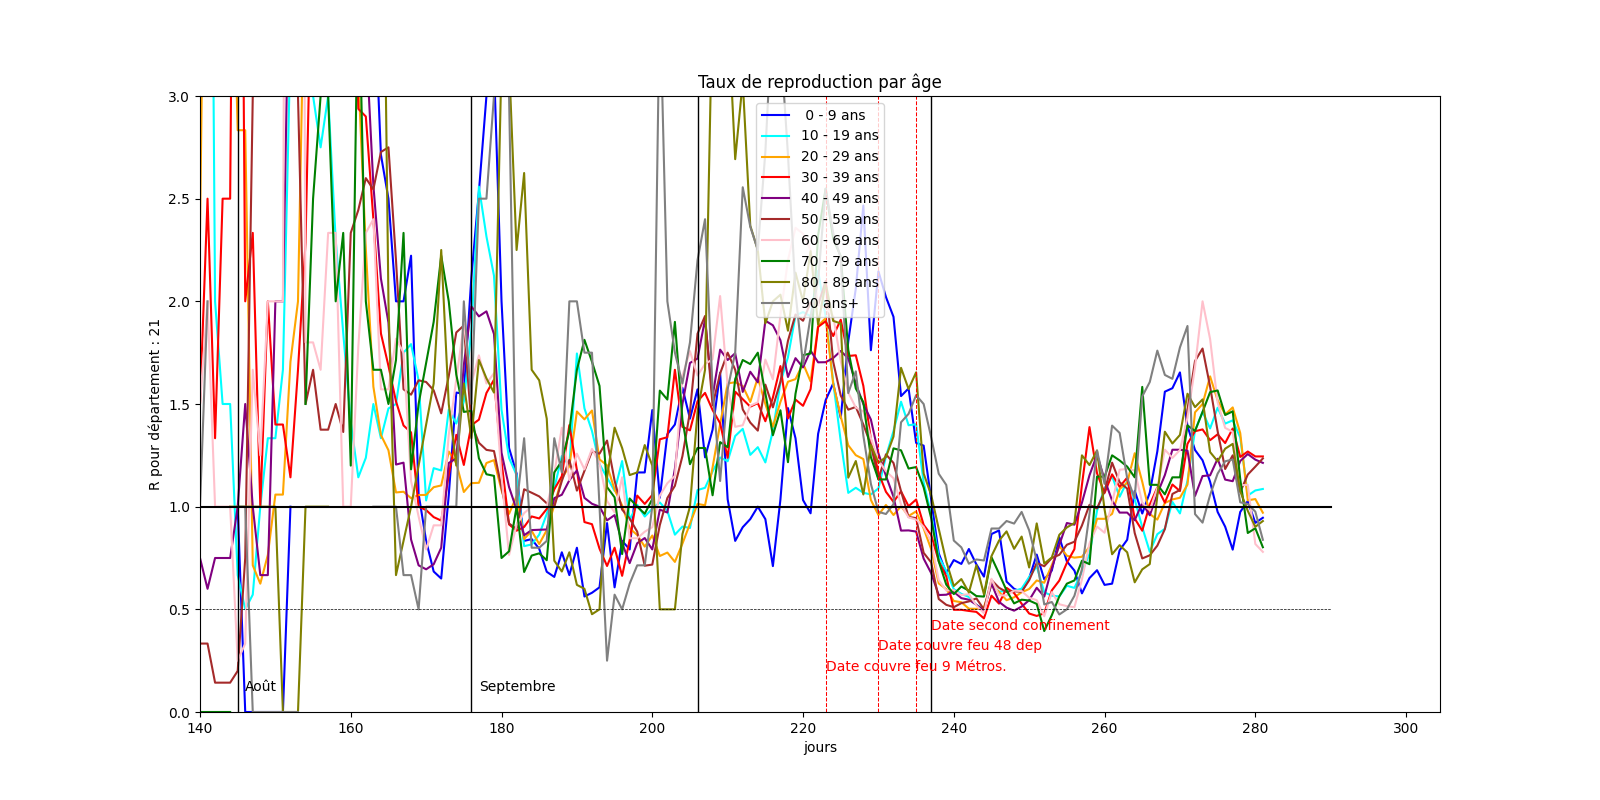 Taux de reproduction par âge
R pour département : 21
3.0
2.5
2.0
1.5
1.0
0.5
0.0
0 - 9 ans
10 - 19 ans
20 - 29 ans
30 - 39 ans
40 - 49 ans
50 - 59 ans
60 - 69 ans
70 - 79 ans
80 - 89 ans
90 ans+
Date second confinement
Date couvre feu 48 dep
Date couvre feu 9 Métros.
Août
Septembre
140 160 180 200 220 240 260 280 300
jours